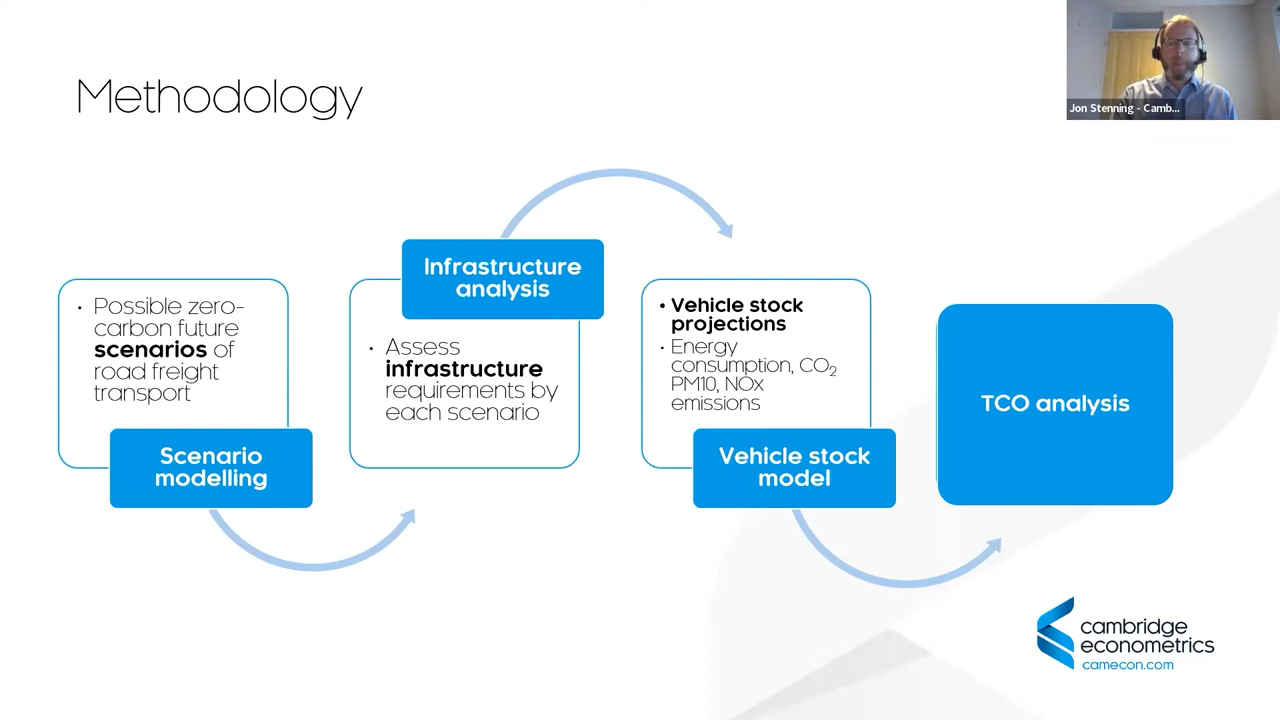 Methodology
Jon Stenning - Camb...
• Possible zero-
carbon future
scenarios of
road freight
transport
Scenario
modelling
Infrastructure
analysis
• Assess
infrastructure
requirements by
each scenario
• Vehicle stock
projections
• Energy
consumption, CO₂
PM10, NOx
emissions
Vehicle stock
model
TCO analysis
cambridge
econometrics
camecon.com